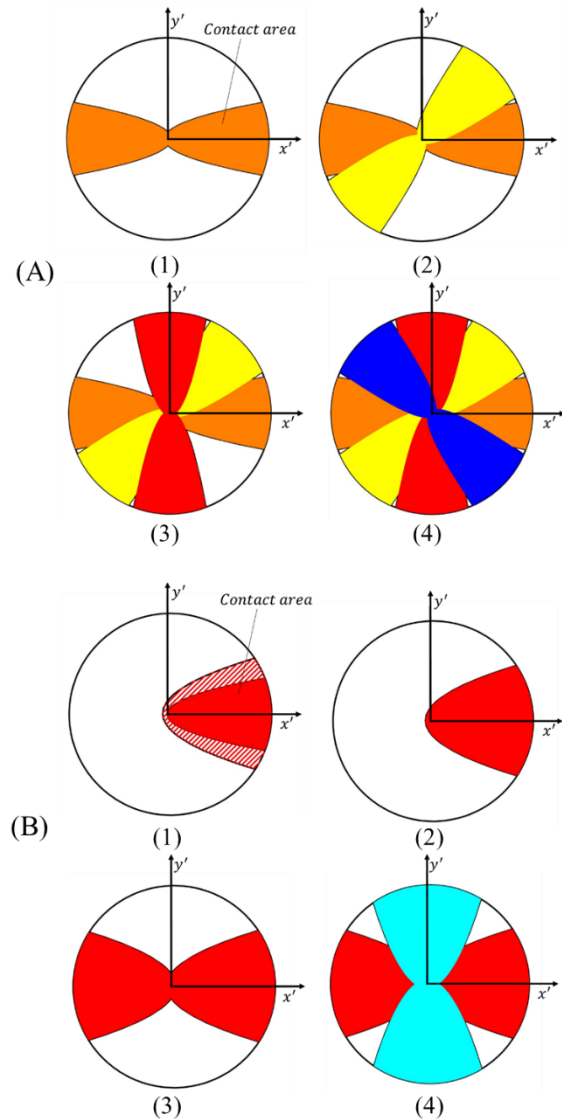 y′
Contact area
x′
(1)
y′
x′
(2)
(A)
y′
x′
(3)
y′
x′
(4)
y′
Contact area
x′
(1)
y′
x′
(2)
(B)
y′
x′
(3)
y′
x′
(4)